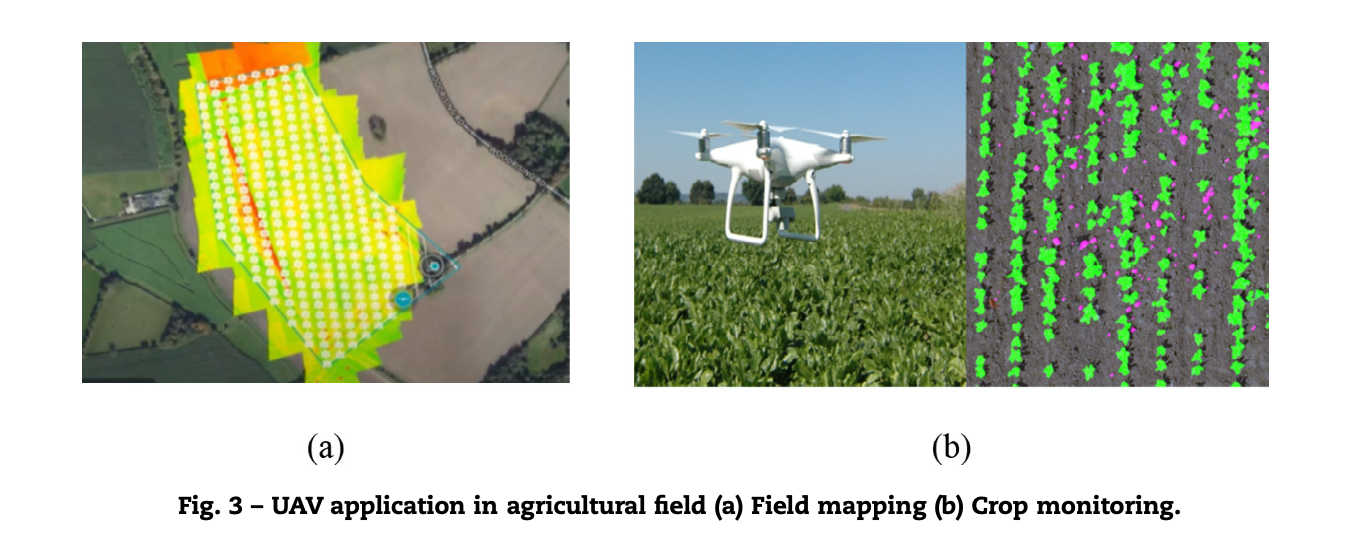 (a)
(b)
Fig. 3 – UAV application in agricultural field (a) Field mapping (b) Crop monitoring.